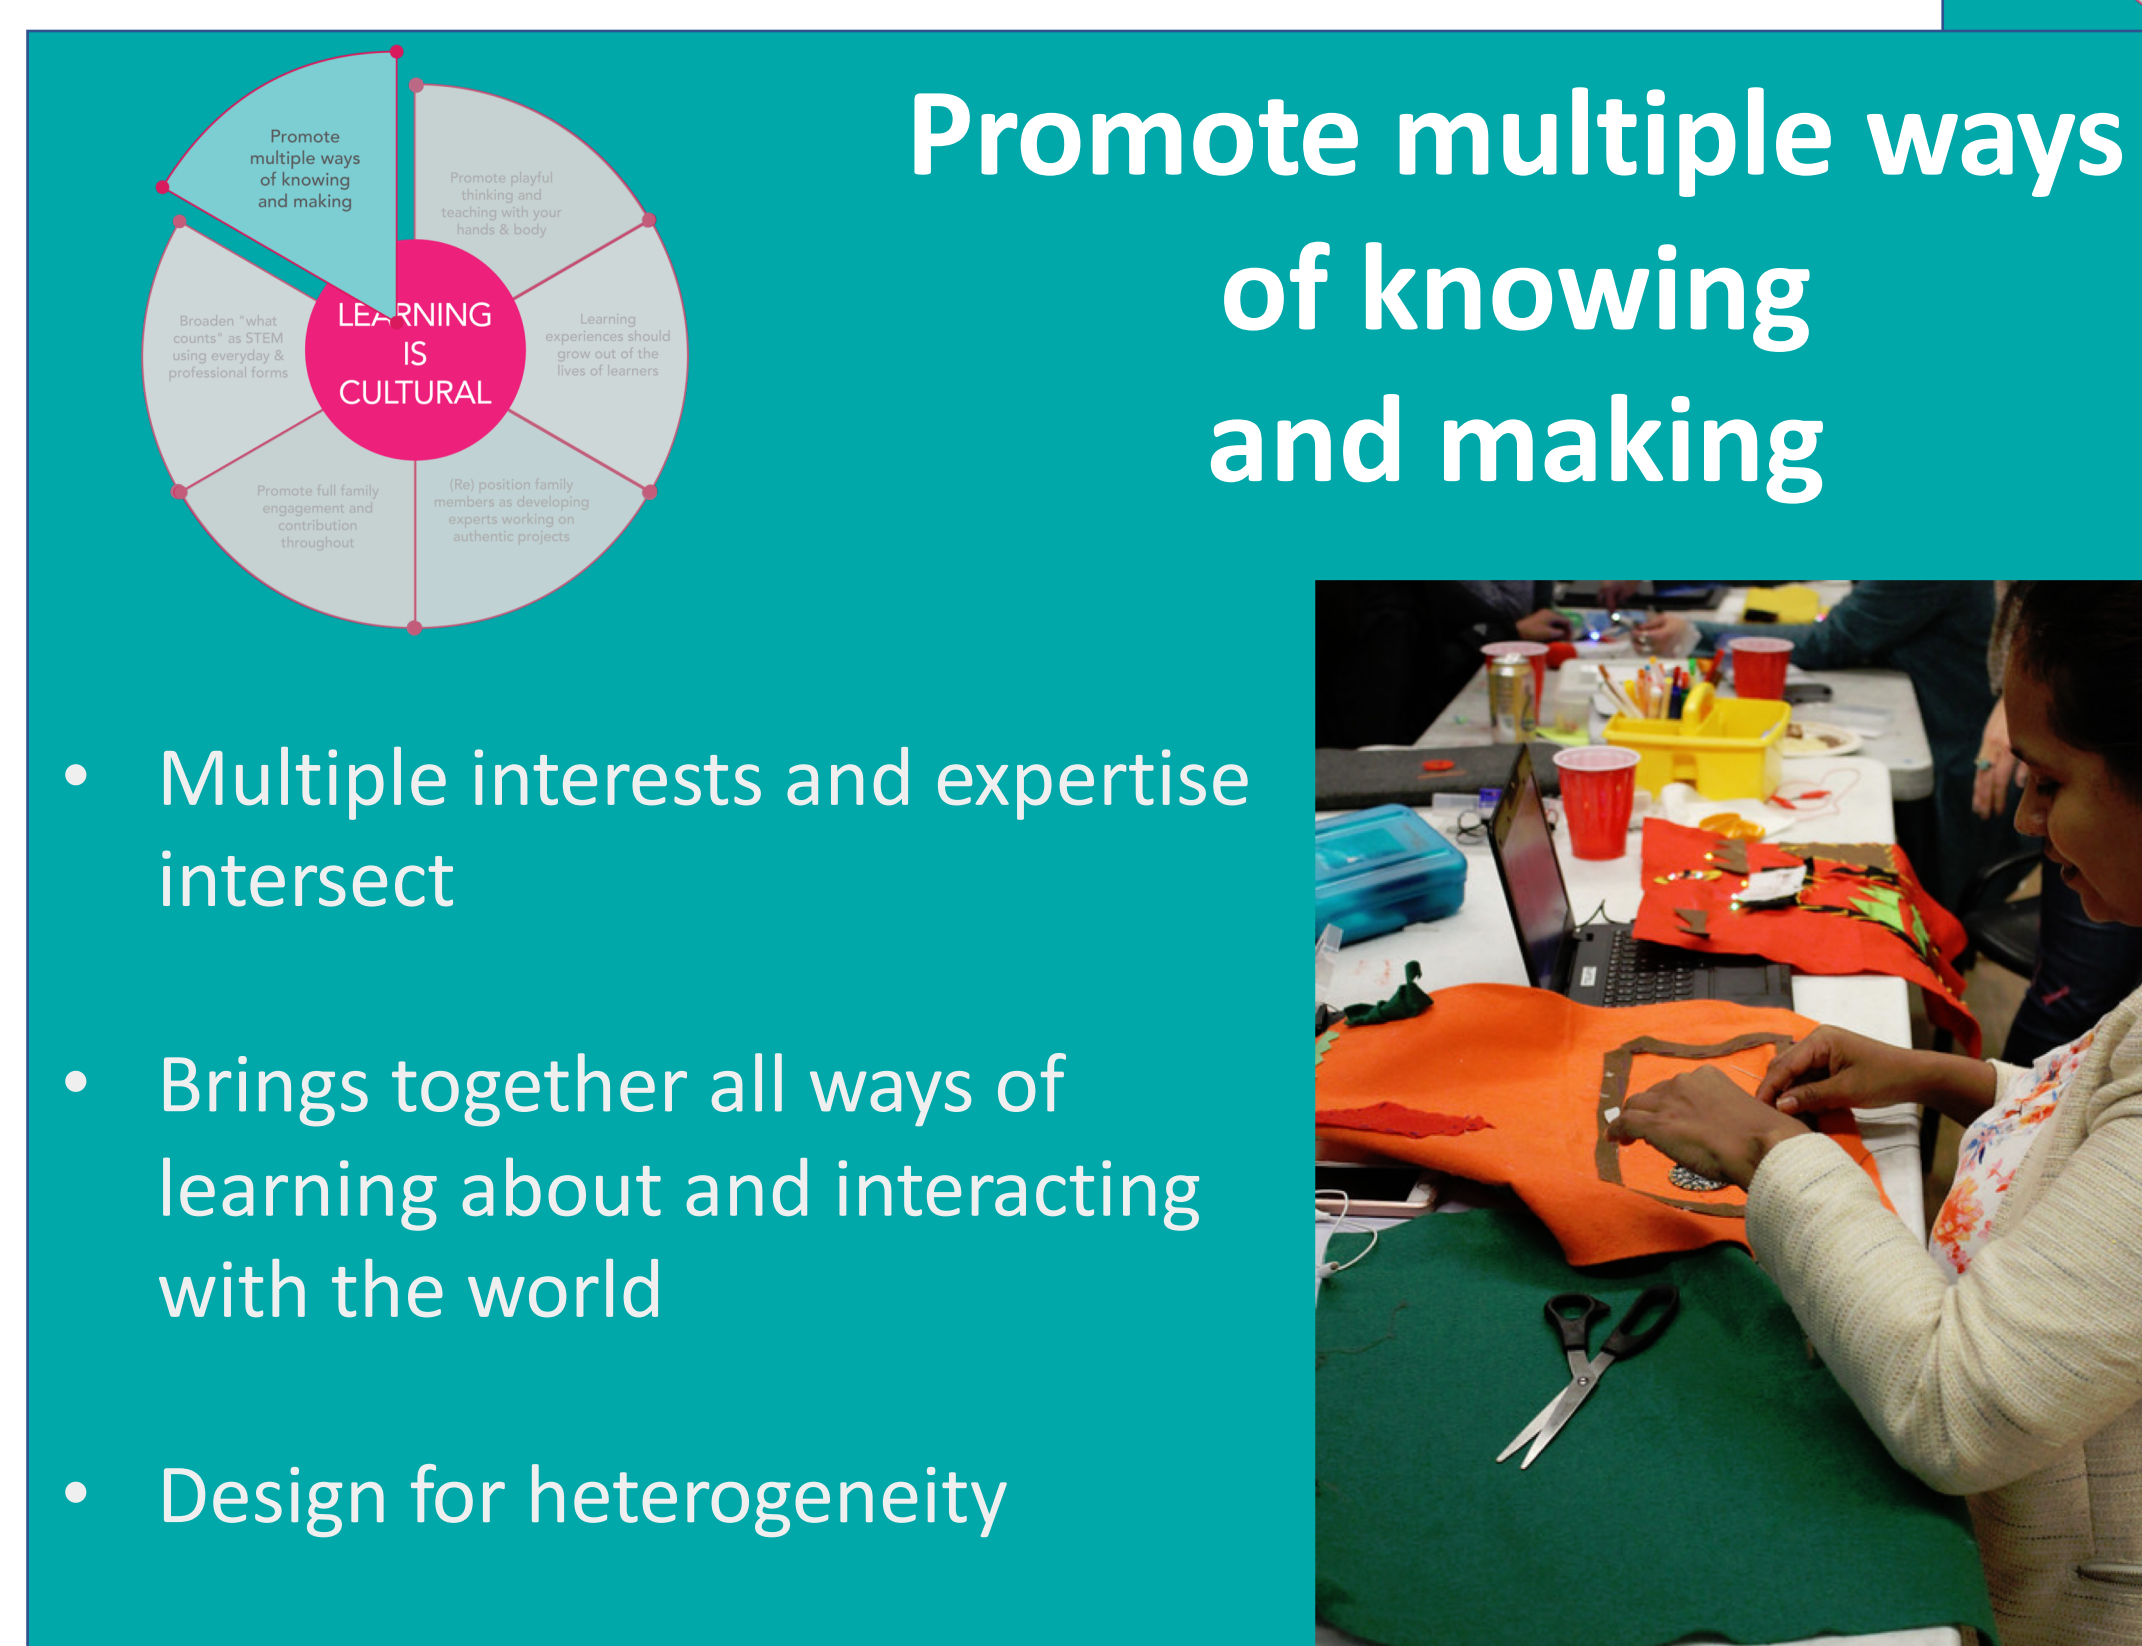 Promote multiple ways
of knowing
and making
Promote
multiple ways
of knowing
and making
Promote playful
thinking and
teaching with your
hands & body
Learning
experiences should
grow out of the
lives of learners
(Re) position family
members as developing
experts working on
authentic projects
Promote full family
engagement and
contribution
throughout
Broaden "what
counts" as STEM
using everyday &
professional forms
LEARNING
IS
CULTURAL
• Multiple interests and expertise
intersect
• Brings together all ways of
learning about and interacting
with the world
• Design for heterogeneity